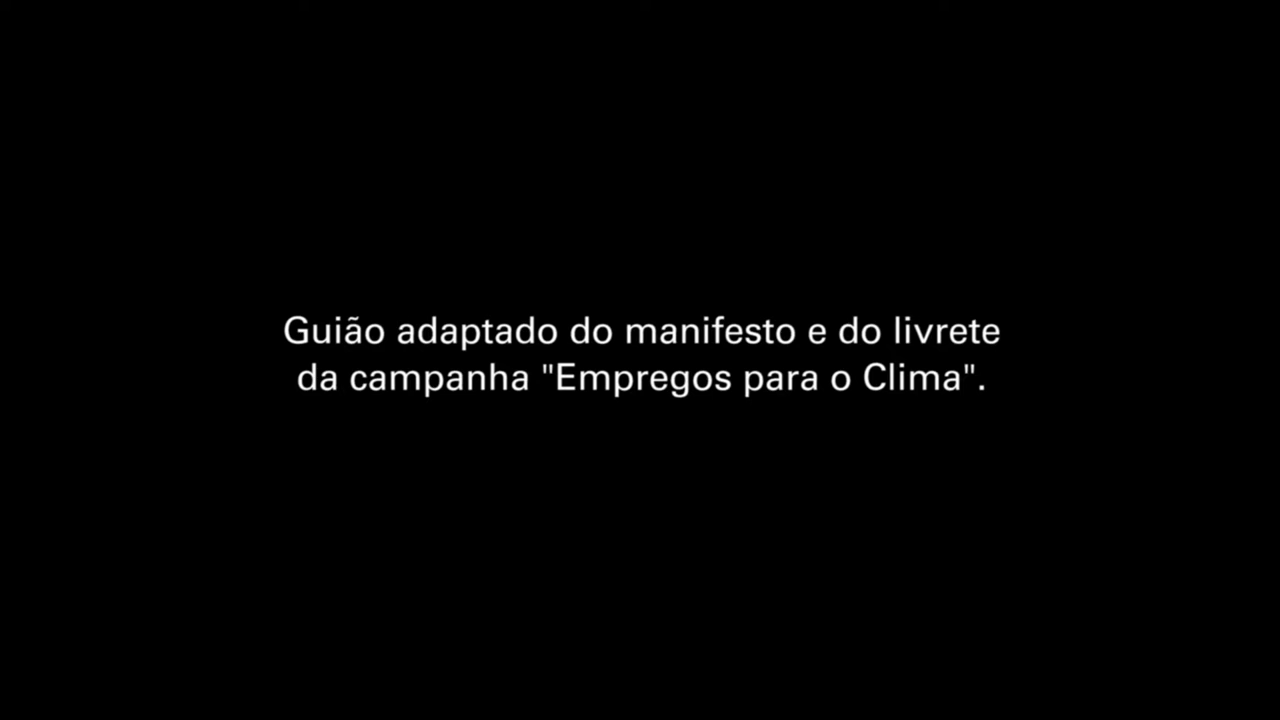 Guião adaptado do manifesto e do livrete
da campanha "Empregos para o Clima".